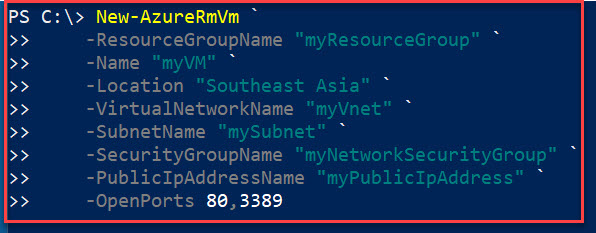 PS C:\> New-AzureRmVm `
>>     -ResourceGroupName "myResourceGroup" `
>>     -Name "myVM" `
>>     -Location "Southeast Asia" `
>>     -VirtualNetworkName "myVnet" `
>>     -SubnetName "mySubnet" `
>>     -SecurityGroupName "myNetworkSecurityGroup" `
>>     -PublicIpAddressName "myPublicIpAddress" `
>>     -OpenPorts 80,3389